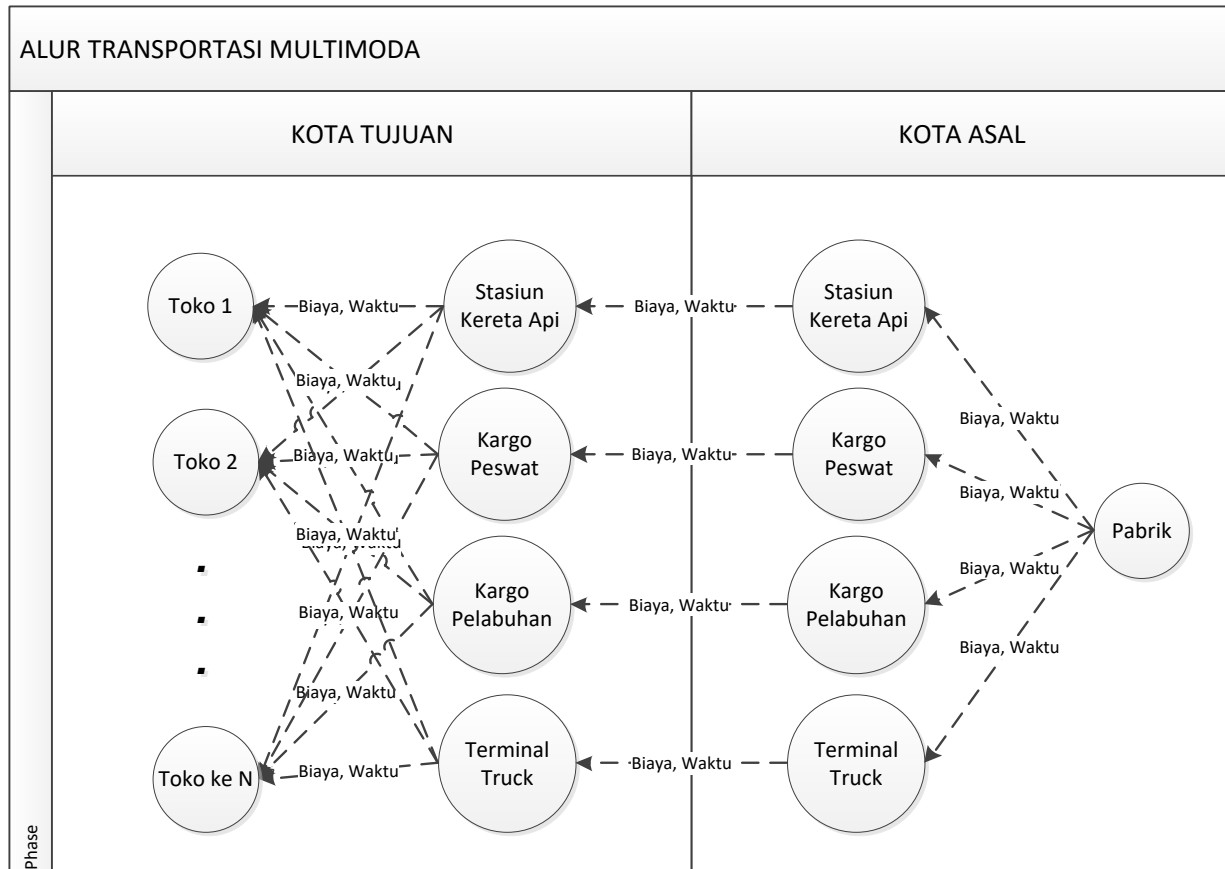 ALUR TRANSPORTASI MULTIMODA
KOTA TUJUAN
KOTA ASAL
Phase
Toko 1
Biaya, Waktu
Stasiun
Kereta Api
Biaya, Waktu
Stasiun
Kereta Api
Biaya, Waktu
Biaya, Waktu
Toko 2
Biaya, Waktu
Kargo
Peswat
Biaya, Waktu
Kargo
Peswat
Biaya, Waktu
Pabrik
Biaya, Waktu
Biaya, Waktu
Biaya, Waktu
Biaya, Waktu
Kargo
Pelabuhan
Biaya, Waktu
Kargo
Pelabuhan
Biaya, Waktu
Biaya, Waktu
Toko ke N
Biaya, Waktu
Terminal
Truck
Biaya, Waktu
Terminal
Truck